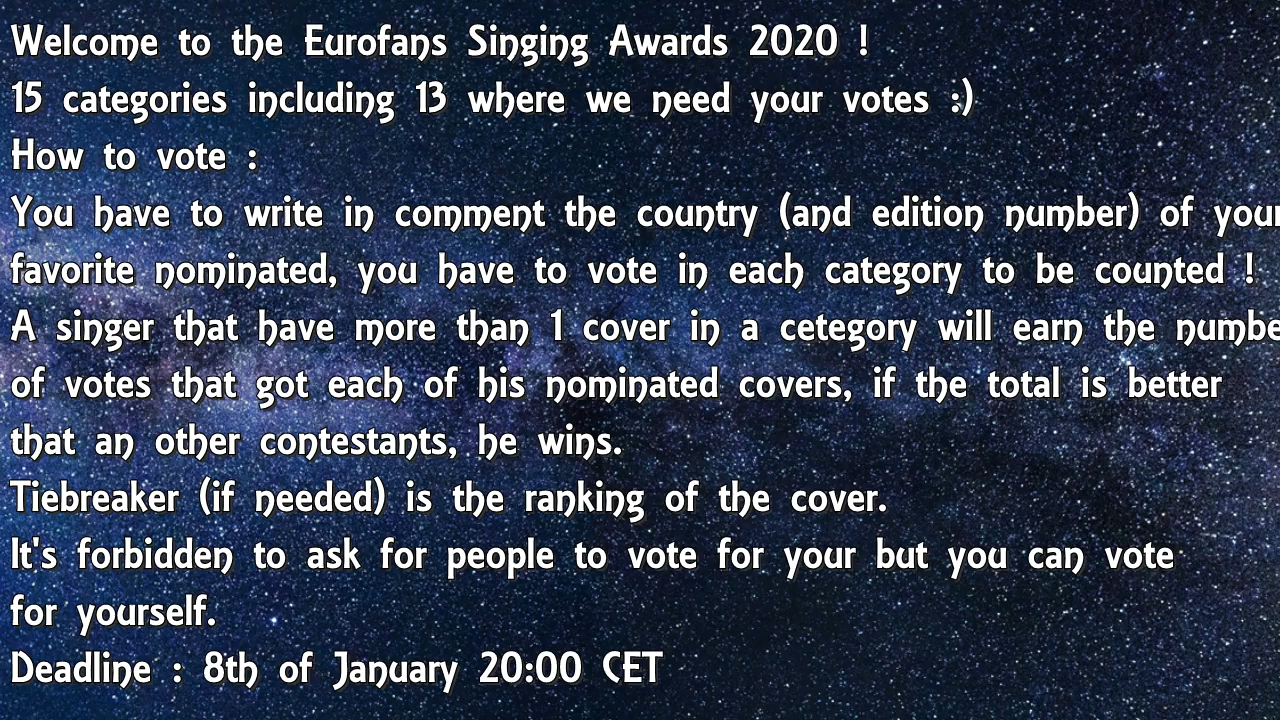 Welcome to the Eurofans Singing Awards 2020 !
15 categories including 13 where we need your votes :)
How to vote :
You have to write in comment the country (and edition number) of your
favorite nominated, you have to vote in each category to be counted !
A singer that have more than 1 cover in a cetegory will earn the numbe
of votes that got each of his nominated covers, if the total is better
that an other contestants, he wins.
Tiebreaker (if needed) is the ranking of the cover.
It's forbidden to ask for people to vote for your but you can vote
for yourself.
Deadline : 8th of January 20:00 CET